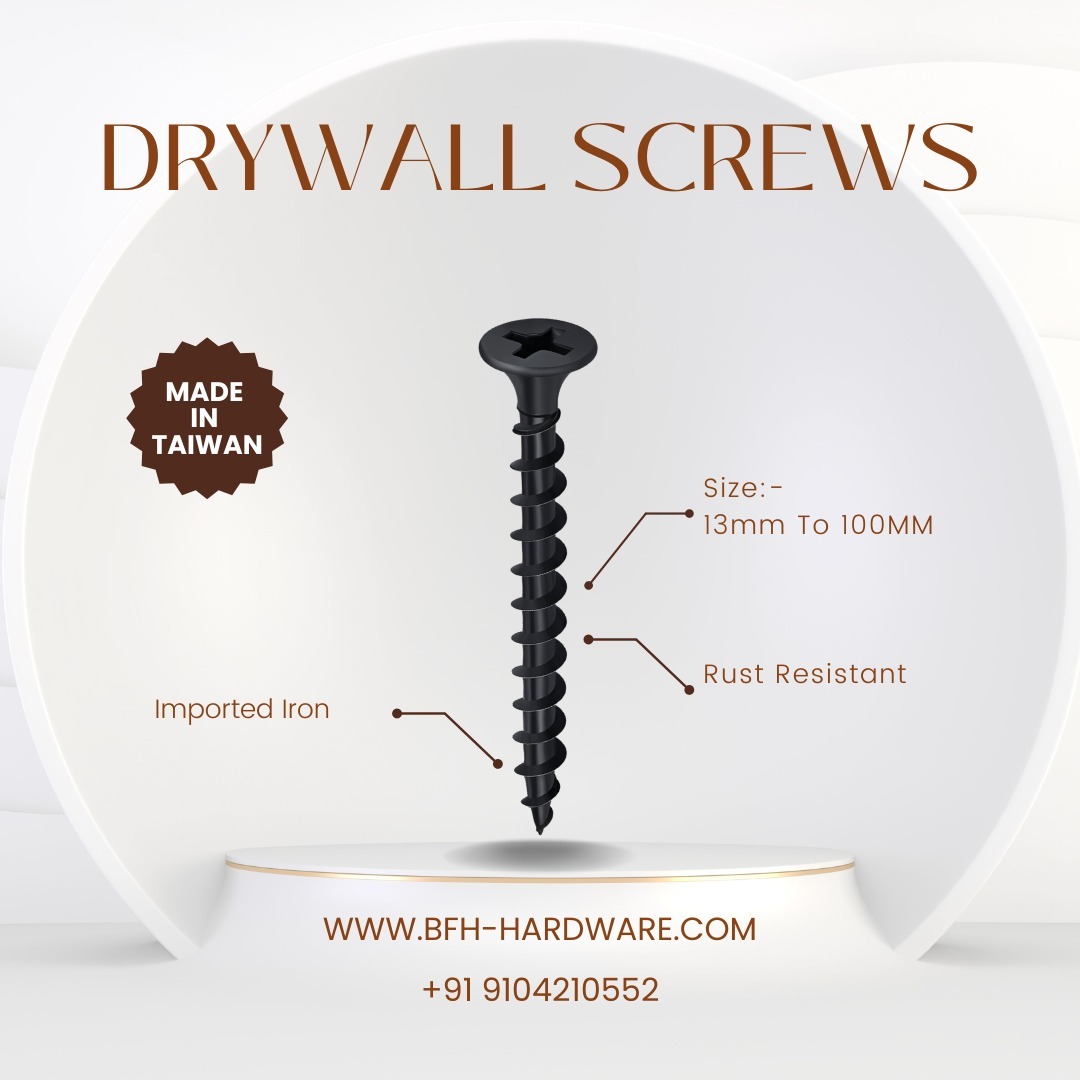 DRYWALL SCREWS
MADE
IN
TAIWAN
Size:-
13mm To 100MM
Rust Resistant
Imported Iron
WWW.BFH-HARDWARE.COM
+91 9104210552